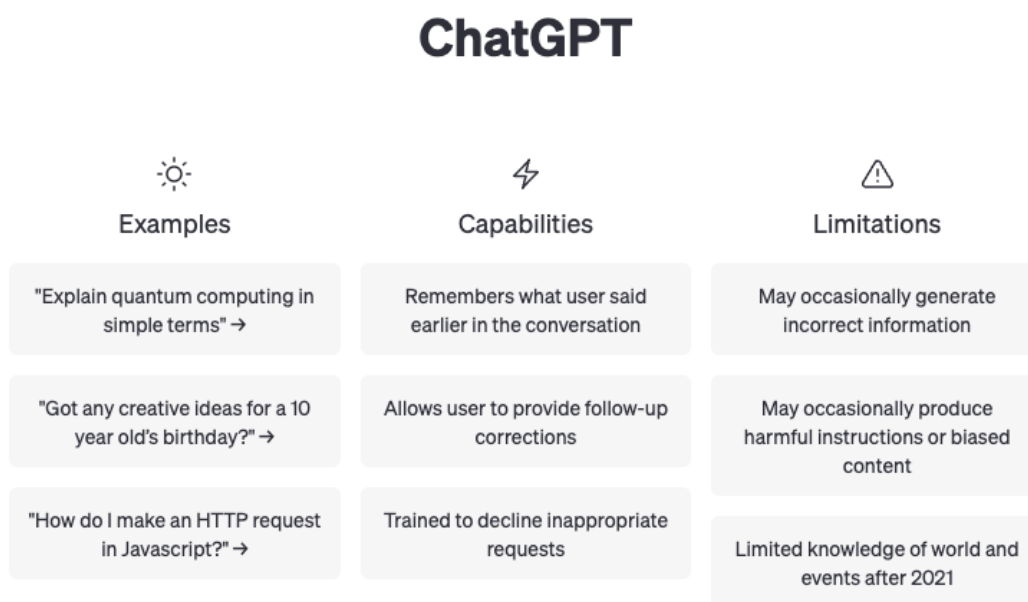 ChatGPT
Examples
"Explain quantum computing in
simple terms" →
"Got any creative ideas for a 10
year old's birthday?" →
"How do I make an HTTP request
in Javascript?" →
Capabilities
Remembers what user said
earlier in the conversation
Allows user to provide follow-up
corrections
Trained to decline inappropriate
requests
Limitations
May occasionally generate
incorrect information
May occasionally produce
harmful instructions or biased
content
Limited knowledge of world and
events after 2021